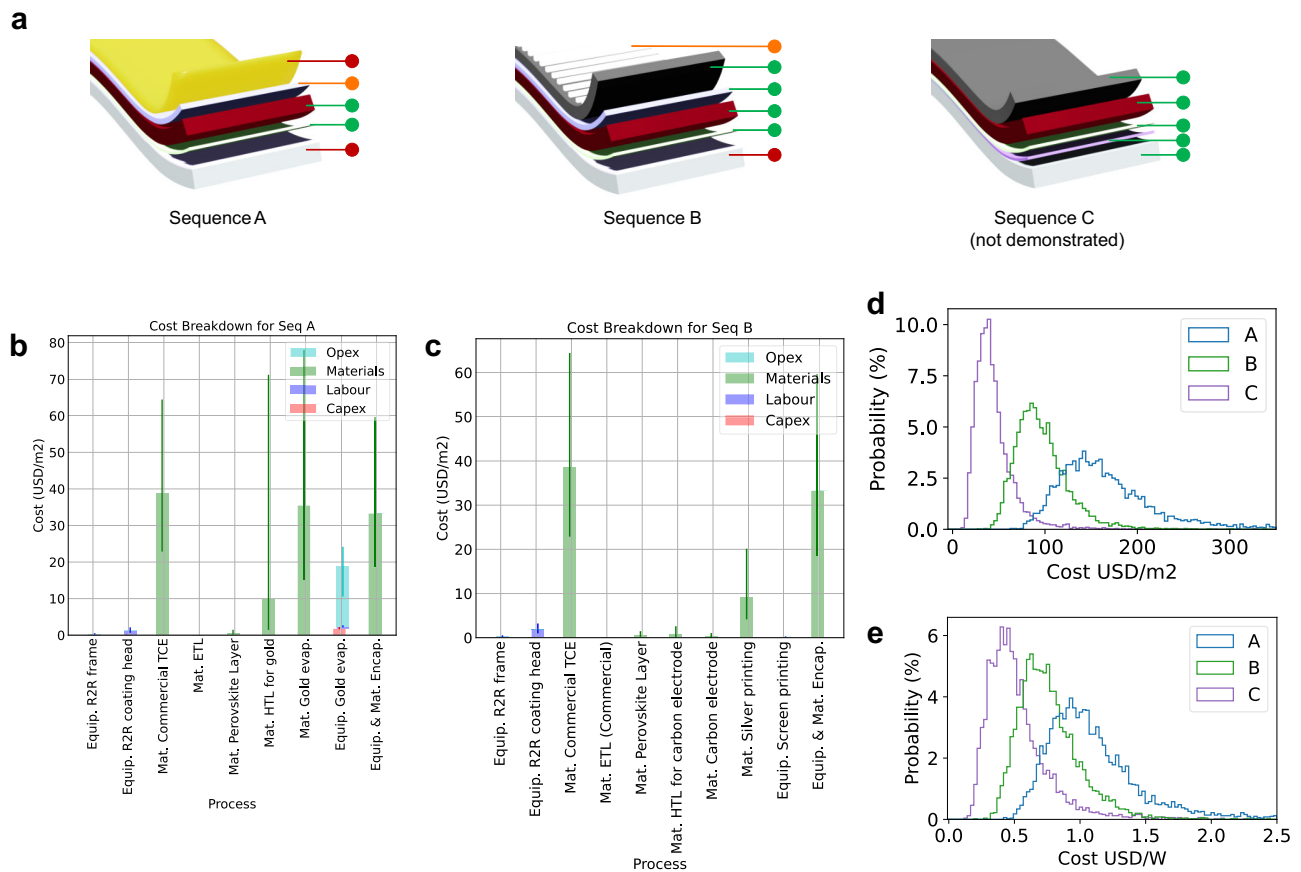 a
Sequence A
Sequence B
Sequence C
(not demonstrated)
b
Cost Breakdown for Seq A
Cost (USD/m2)
80
70
60
50
40
30
20
10
0
Opex
Materials
Labour
Capex
Equip. R2R frame
Equip. R2R coating head
Mat. Commercial TCE
Mat. ETL
Mat. Perovskite Layer
Mat. HTL for gold
Mat. Gold evap.
Equip. Gold evap.
Equip. & Mat. Encap.
Process
c
Cost Breakdown for Seq B
Cost (USD/m2)
60
50
40
30
20
10
0
Opex
Materials
Labour
Capex
Equip. R2R frame
Equip. R2R coating head
Mat. Commercial TCE
Mat. ETL (Commercial)
Mat. Perovskite Layer
Mat. HTL for carbon electrode
Mat. Carbon electrode
Mat. Silver printing
Equip. Screen printing
Equip. & Mat. Encap.
Process
d
Probability (%)
10.0
7.5
5.0
2.5
0.0
A
B
C
0 100 200 300
Cost USD/m2
e
Probability (%)
6
4
2
0
A
B
C
0.0 0.5 1.0 1.5 2.0 2.5
Cost USD/W